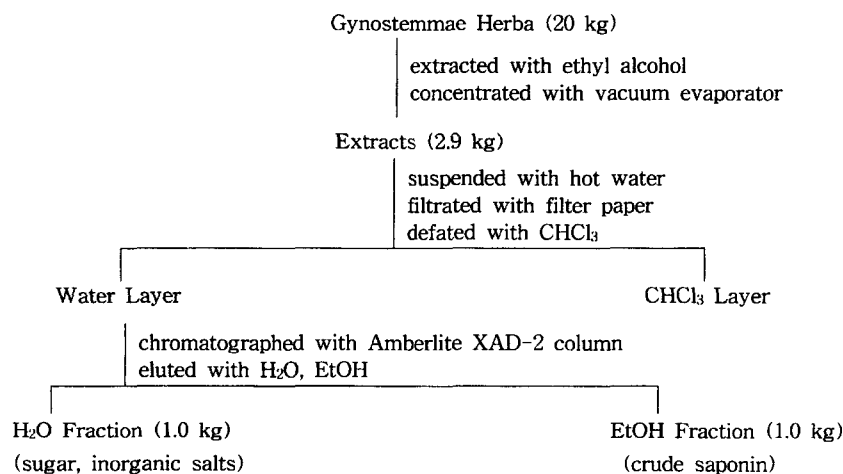 Gynostemmae Herba (20 kg)
extracted with ethyl alcohol
concentrated with vacuum evaporator
Extracts (2.9 kg)
suspended with hot water
filtrated with filter paper
defated with CHCl₃
Water Layer
CHCl₃ Layer
chromatographed with Amberlite XAD-2 column
eluted with H₂O, EtOH
H₂O Fraction (1.0 kg)
(sugar, inorganic salts)
EtOH Fraction (1.0 kg)
(crude saponin)